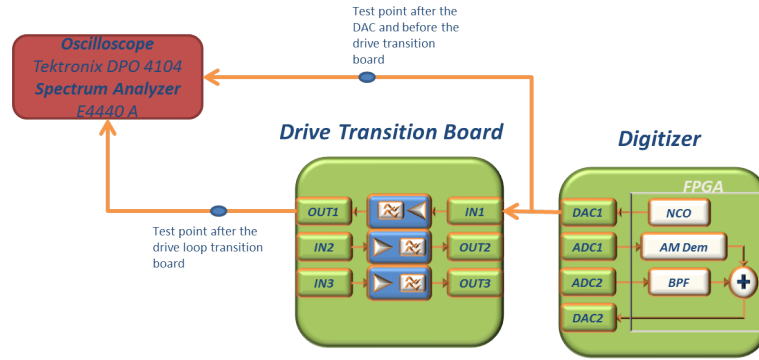 Test point after the
DAC and before the
drive transition
board
Oscilloscope
Tektronix DPO 4104
Spectrum Analyzer
E4440 A
Drive Transition Board
Digitizer
FPGA
OUT1
IN1
DAC1
NCO
IN2
OUT2
ADC1
AM Dem
IN3
OUT3
ADC2
BPF
+
DAC2
Test point after the
drive loop transition
board